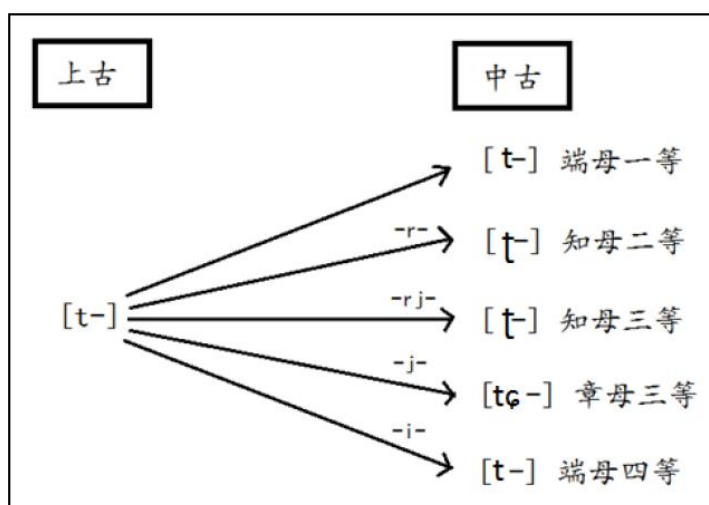 上古 中古
[t-] 端母一等
-r- [ʈ-] 知母二等
[t-] -rj- [ʈ-] 知母三等
-j- [tɕ-] 章母三等
-i- [t-] 端母四等